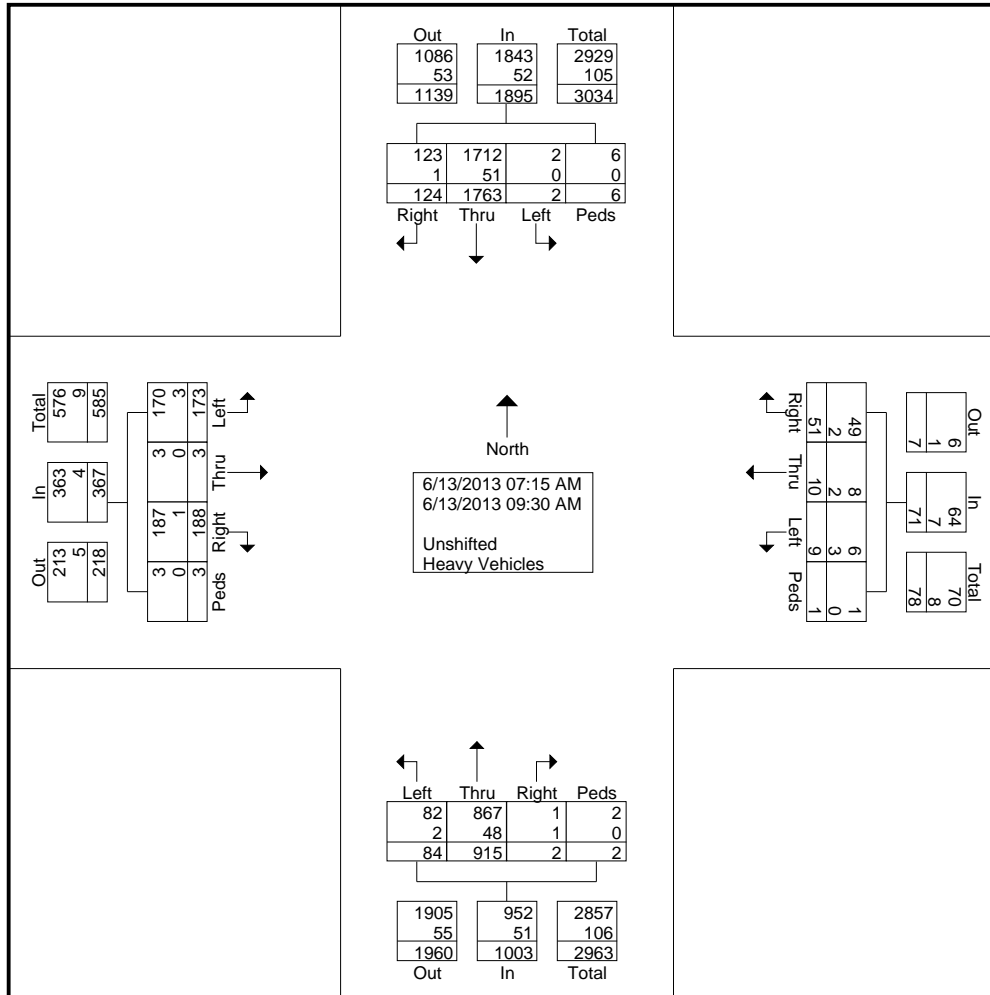 Out In Total
1086 1843 2929
53 52 105
1139 1895 3034
123 1712 2 6
1 51 0 0
124 1763 2 6
Right Thru Left Peds
Total In Out
576 363 213
9 4 5
585 367 218
170 3 187 3
3 0 1 0
173 3 188 3
Left Thru Right Peds
North
6/13/2013 07:15 AM
6/13/2013 09:30 AM
Unshifted
Heavy Vehicles
Right Thru Left Peds
49 8 6 1
2 2 3 0
51 10 9 1
Out In Total
6 64 70
1 7 8
7 71 78
Left Thru Right Peds
82 867 1 2
2 48 1 0
84 915 2 2
1905 952 2857
55 51 106
1960 1003 2963
Out In Total